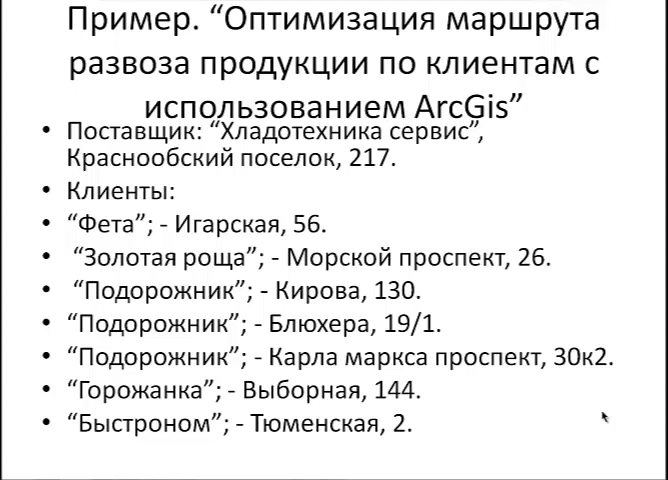 Пример. “Оптимизация маршрута
развоза продукции по клиентам с
использованием ArcGis”
• Поставщик: “Хладотехника сервис”,
Краснообский поселок, 217.
• Клиенты:
• “Фета”; - Игарская, 56.
• “Золотая роща”; - Морской проспект, 26.
• “Подорожник”; - Кирова, 130.
• “Подорожник”; - Блюхера, 19/1.
• “Подорожник”; - Карла маркса проспект, 30к2.
• “Горожанка”; - Выборная, 144.
• “Быстроном”; - Тюменская, 2.